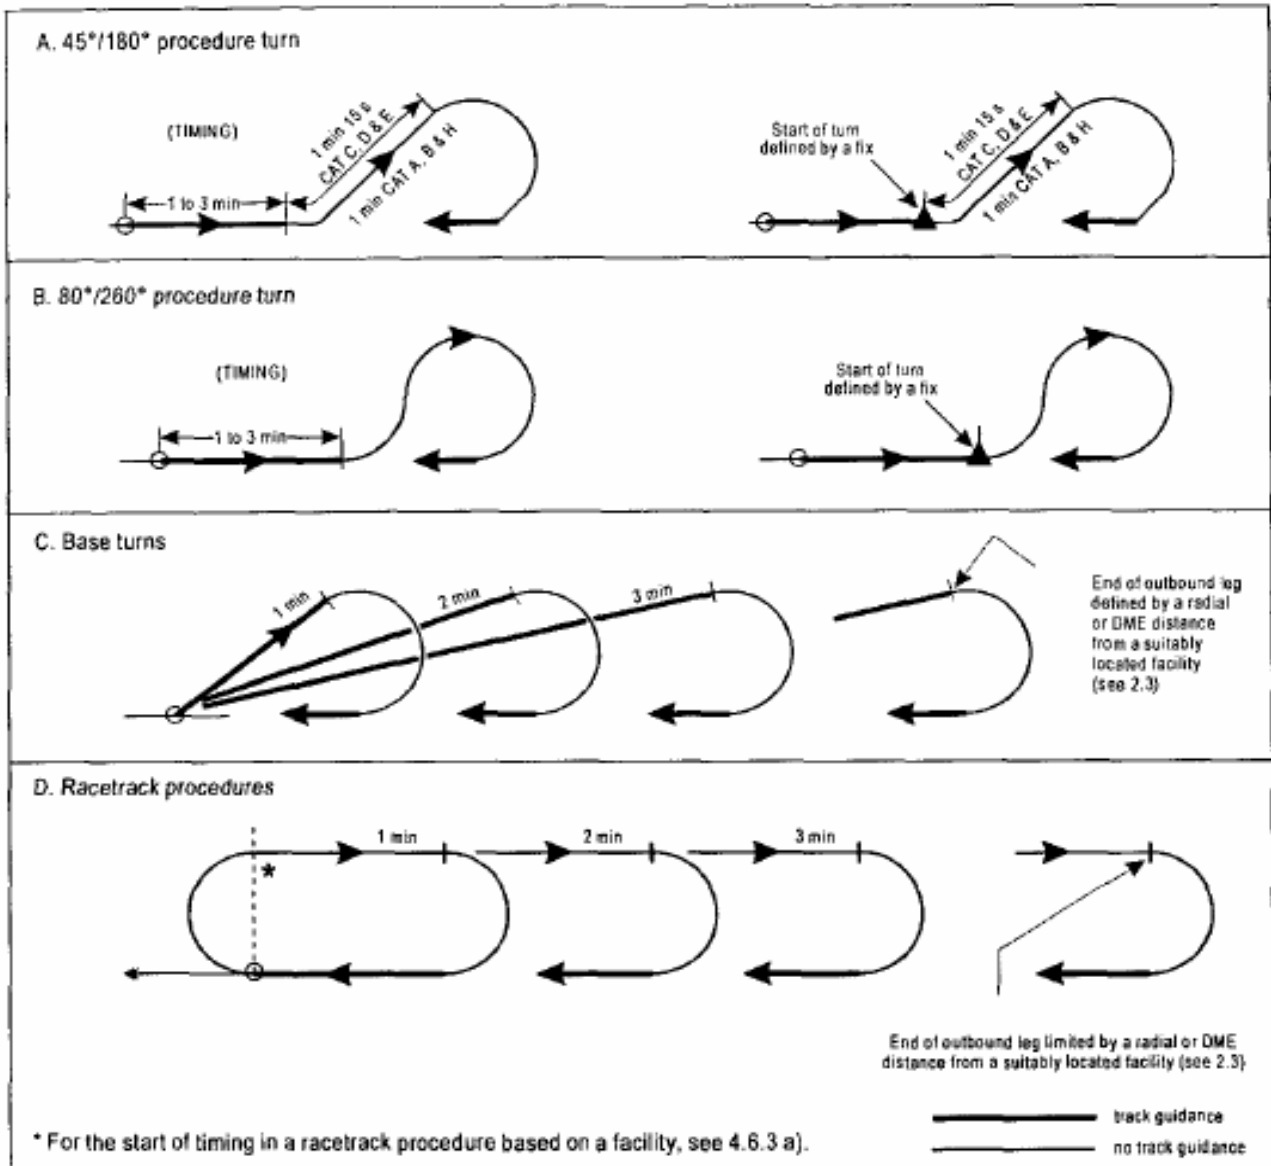 A. 45°/180° procedure turn
(TIMING)
1 to 3 min
1 min 15 s
CAT C, D & E
1 min CAT A, B & H
Start of turn
defined by a fix
1 min 15 s
CAT C, D & E
1 min CAT A, B & H
B. 80°/260° procedure turn
(TIMING)
1 to 3 min
Start of turn
defined by a fix
C. Base turns
1 min
2 min
3 min
End of outbound leg
defined by a radial
or DME distance
from a suitably
located facility
(see 2.3)
D. Racetrack procedures
1 min
2 min
3 min
*
End of outbound leg limited by a radial or DME
distance from a suitably located facility (see 2.3)
track guidance
no track guidance
* For the start of timing in a racetrack procedure based on a facility, see 4.6.3 a).